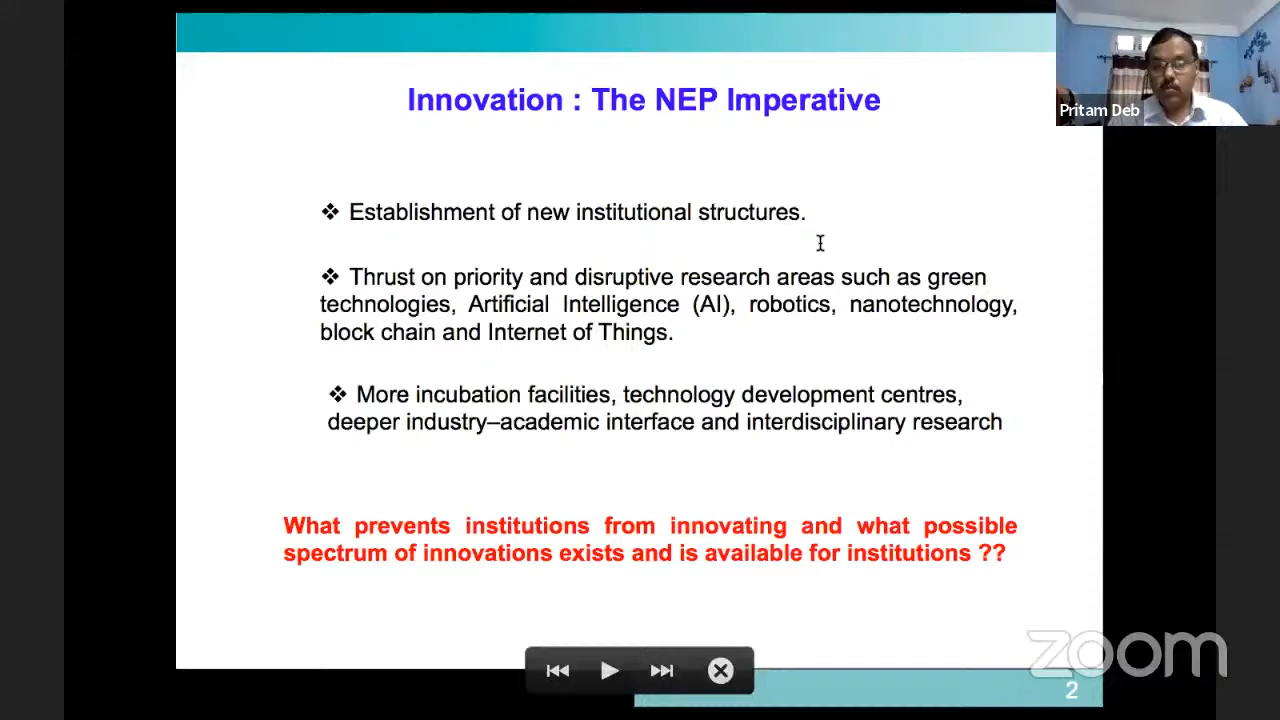 Innovation : The NEP Imperative
Pritam Deb
❖ Establishment of new institutional structures.
❖ Thrust on priority and disruptive research areas such as green
technologies, Artificial Intelligence (AI), robotics, nanotechnology,
block chain and Internet of Things.
❖ More incubation facilities, technology development centres,
deeper industry–academic interface and interdisciplinary research
What prevents institutions from innovating and what possible
spectrum of innovations exists and is available for institutions ??
zoom
2